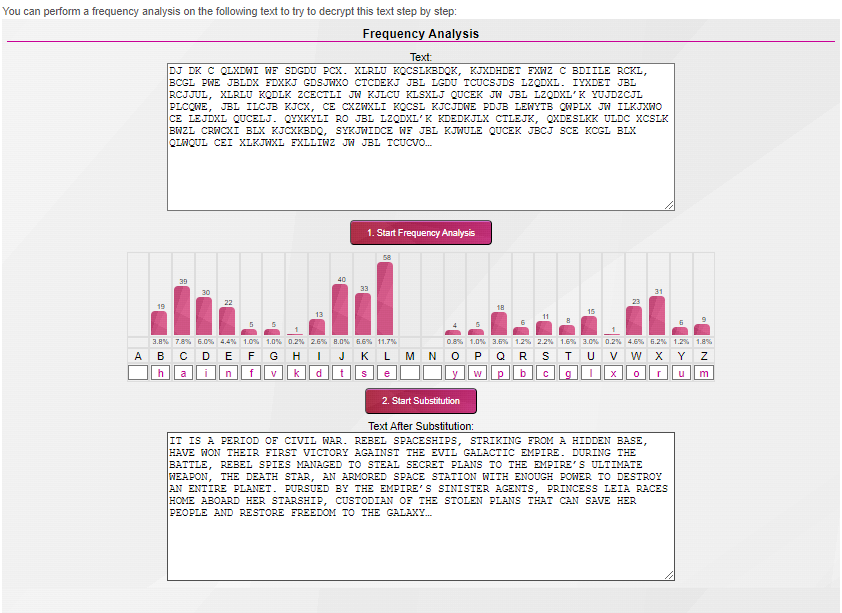 You can perform a frequency analysis on the following text to try to decrypt this text step by step:
Frequency Analysis
Text:
DJ DK C QLXDWI WF SDGDU PCX. XLRLU KQCSLKBDQK, KJXDHDET FXWZ C BDIILE RCKL,
BCGL PWE JBLDX FDXKJ GDSJWXO CTCDEKJ JBL LGDU TCUCSJDS LZQDXL. IYXDET JBL
RCJJUL, XLRLU KQDLK ZCECTLI JW KJLCU KLSXLJ QUCEK JW JBL LZQDXL'K YUJDZCJL
PLCQWE, JBL ILCJB KJCX, CE CXZWXLI KQCSL KJCJDWE PDJB LEWYTB QWPLX JW ILKJXWO
CE LEJDXL QUCELJ. QYXKYLI RO JBL LZQDXL'K KDEDKJLX CTLEJK, QXDESLKK ULDC XCSLK
BWZL CRWCXI BLX KJCXKBDQ, SYKJWIDCE WF JBL KJWULE QUCEK JBCJ SCE KCGL BLX
QLWQUL CEI XLKJWXL FXLLIWZ JW JBL TCUCVO…
1. Start Frequency Analysis
19 39 30 22 5 5 1 13 40 33 58 4 5 18 6 11 8 15 1 23 31 6 9
3.8% 7.8% 6.0% 4.4% 1.0% 1.0% 0.2% 2.6% 8.0% 6.6% 11.7% 0.8% 1.0% 3.6% 1.2% 2.2% 1.6% 3.0% 0.2% 4.6% 6.2% 1.2% 1.8%
A B C D E F G H I J K L M N O P Q R S T U V W X Y Z
h a i n f v k d t s e y w p b c g l x o r u m
2. Start Substitution
Text After Substitution:
IT IS A PERIOD OF CIVIL WAR. REBEL SPACESHIPS, STRIKING FROM A HIDDEN BASE,
HAVE WON THEIR FIRST VICTORY AGAINST THE EVIL GALACTIC EMPIRE. DURING THE
BATTLE, REBEL SPIES MANAGED TO STEAL SECRET PLANS TO THE EMPIRE'S ULTIMATE
WEAPON, THE DEATH STAR, AN ARMORED SPACE STATION WITH ENOUGH POWER TO DESTROY
AN ENTIRE PLANET. PURSUED BY THE EMPIRE'S SINISTER AGENTS, PRINCESS LEIA RACES
HOME ABOARD HER STARSHIP, CUSTODIAN OF THE STOLEN PLANS THAT CAN SAVE HER
PEOPLE AND RESTORE FREEDOM TO THE GALAXY…